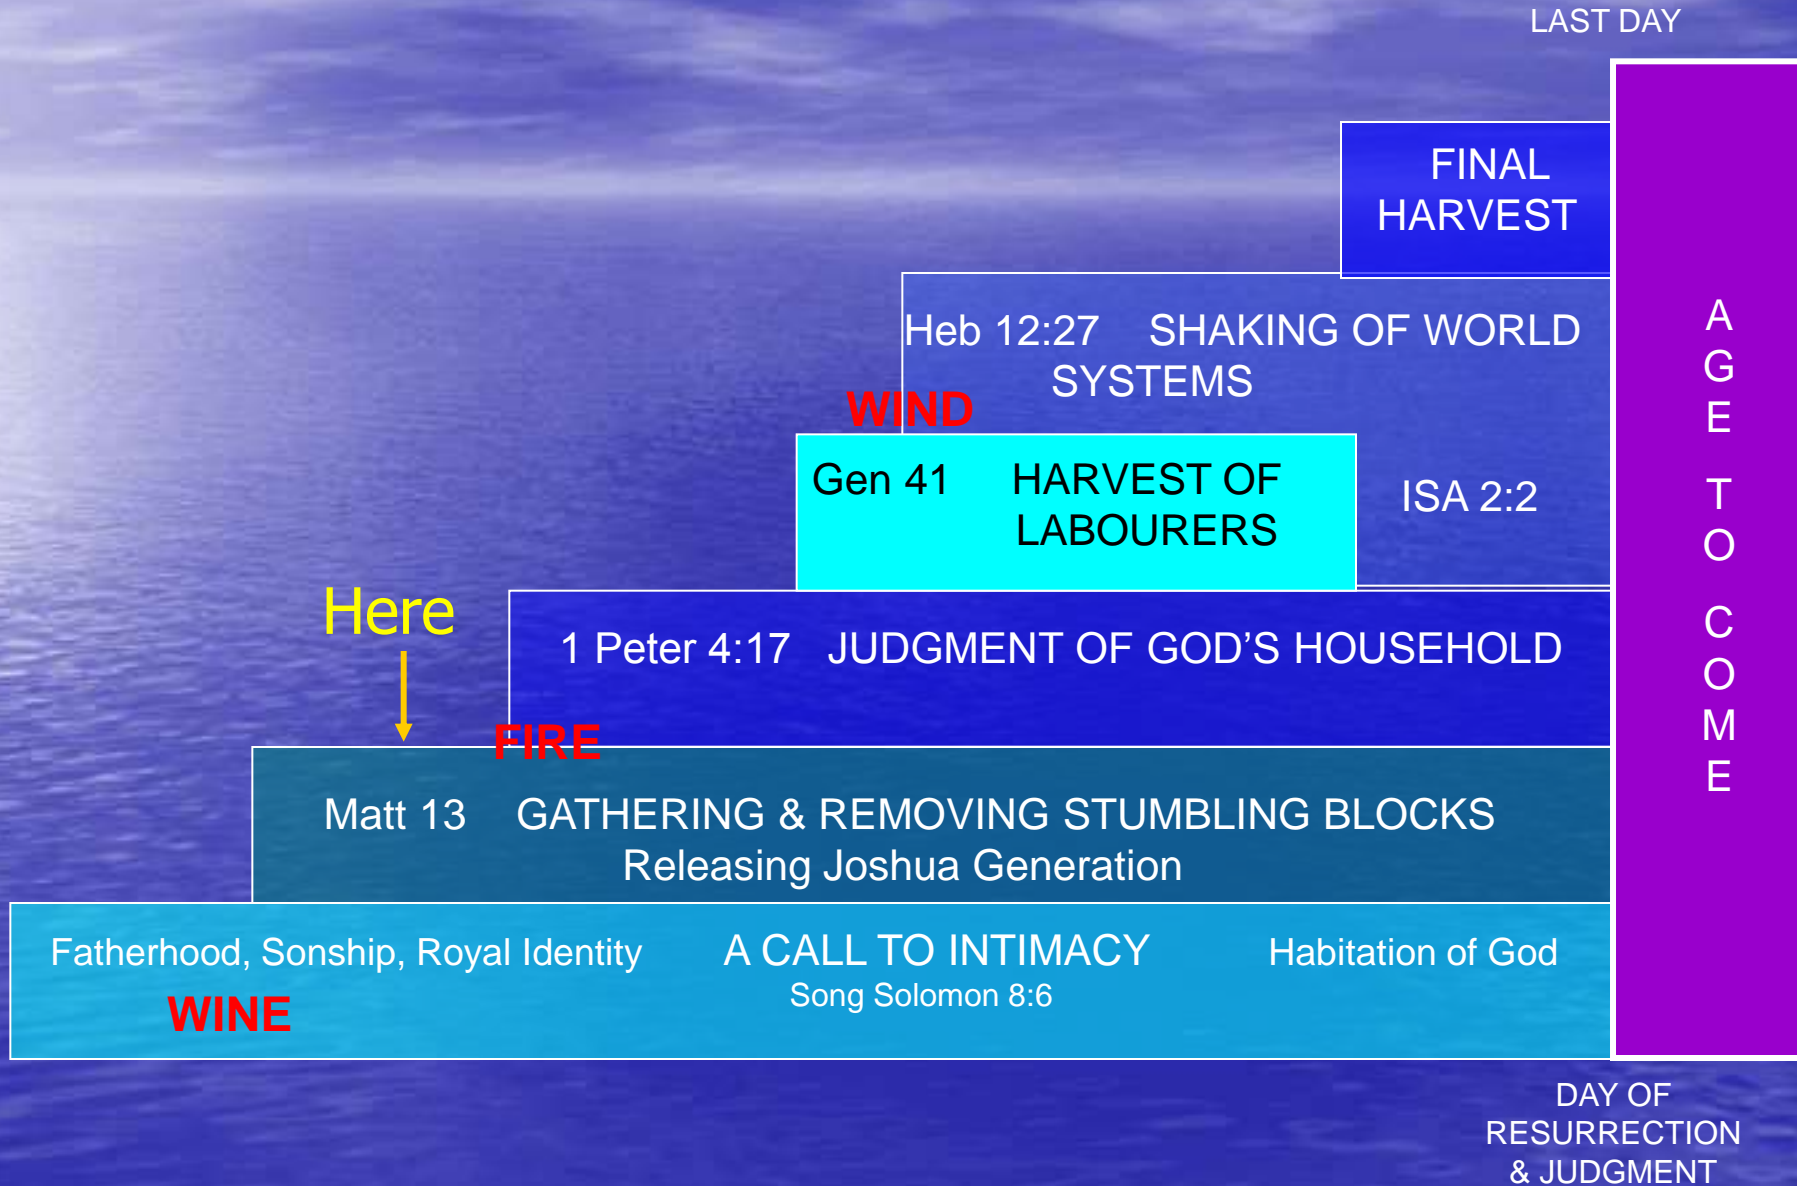 LAST DAY
FINAL
HARVEST
Heb 12:27 SHAKING OF WORLD
SYSTEMS
WIND
Gen 41 HARVEST OF
LABOURERS
ISA 2:2
Here
1 Peter 4:17 JUDGMENT OF GOD’S HOUSEHOLD
FIRE
Matt 13 GATHERING & REMOVING STUMBLING BLOCKS
Releasing Joshua Generation
Fatherhood, Sonship, Royal Identity A CALL TO INTIMACY Habitation of God
Song Solomon 8:6
WINE
A
G
E
T
O
C
O
M
E
DAY OF
RESURRECTION
& JUDGMENT